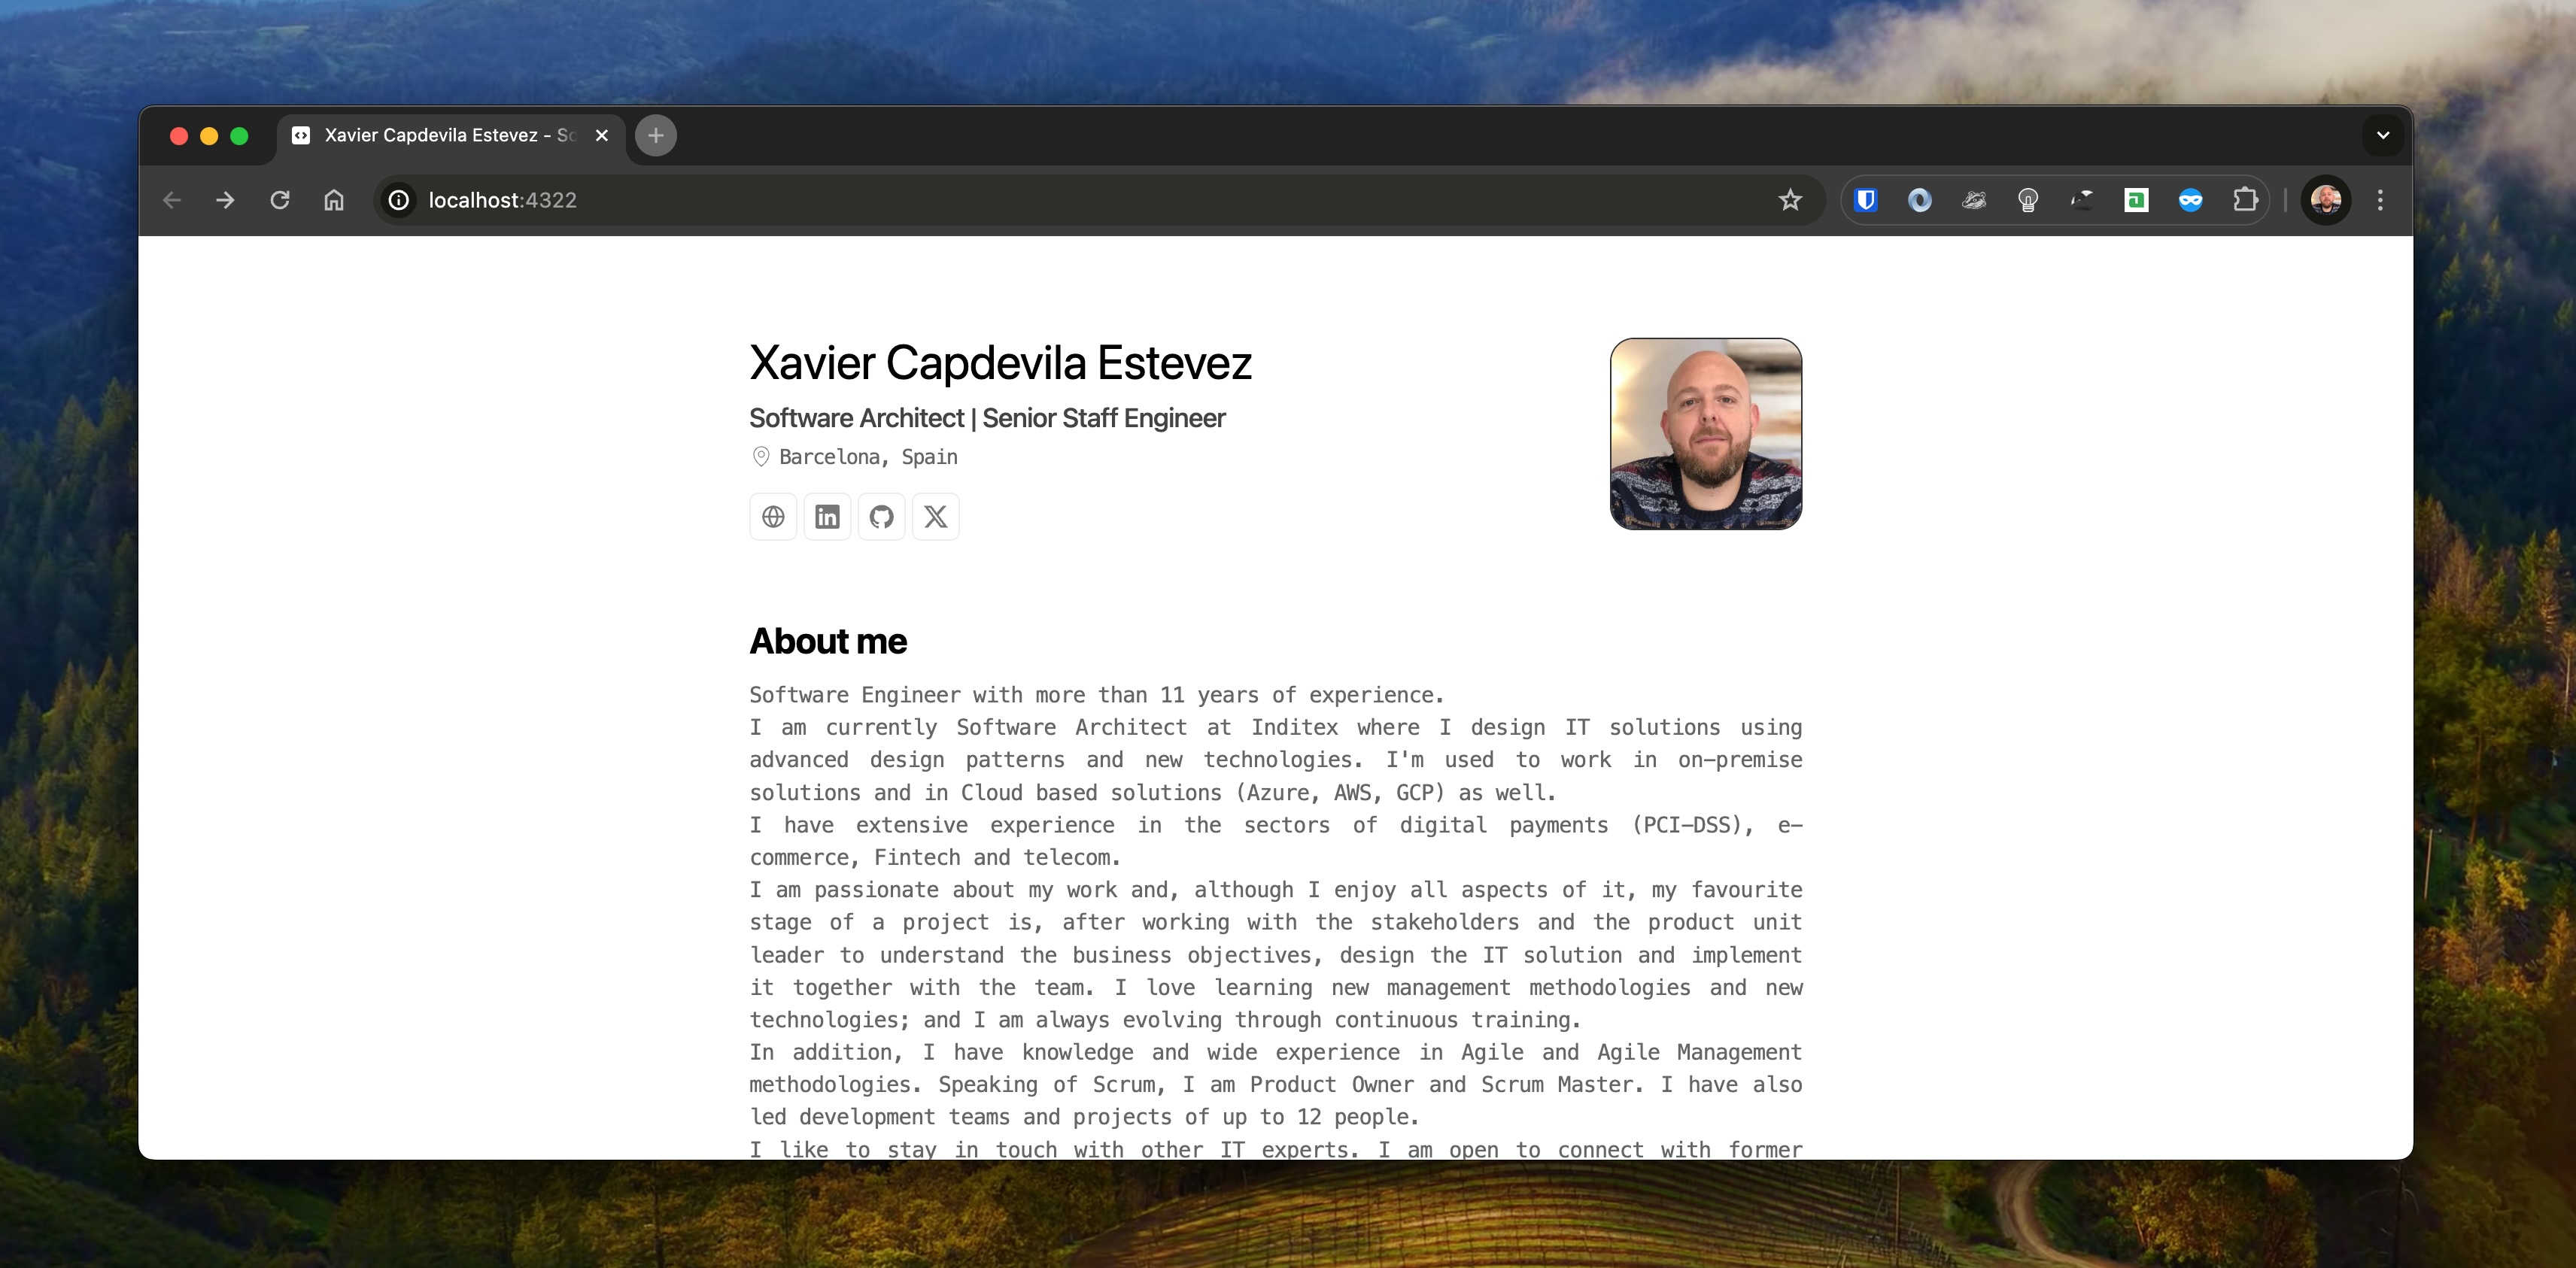 Xavier Capdevila Estevez - So
localhost:4322
Xavier Capdevila Estevez
Software Architect | Senior Staff Engineer
Barcelona, Spain
About me
Software Engineer with more than 11 years of experience.
I am currently Software Architect at Inditex where I design IT solutions using
advanced design patterns and new technologies. I'm used to work in on-premise
solutions and in Cloud based solutions (Azure, AWS, GCP) as well.
I have extensive experience in the sectors of digital payments (PCI-DSS), e-
commerce, Fintech and telecom.
I am passionate about my work and, although I enjoy all aspects of it, my favourite
stage of a project is, after working with the stakeholders and the product unit
leader to understand the business objectives, design the IT solution and implement
it together with the team. I love learning new management methodologies and new
technologies; and I am always evolving through continuous training.
In addition, I have knowledge and wide experience in Agile and Agile Management
methodologies. Speaking of Scrum, I am Product Owner and Scrum Master. I have also
led development teams and projects of up to 12 people.
I like to stay in touch with other IT experts. I am open to connect with former